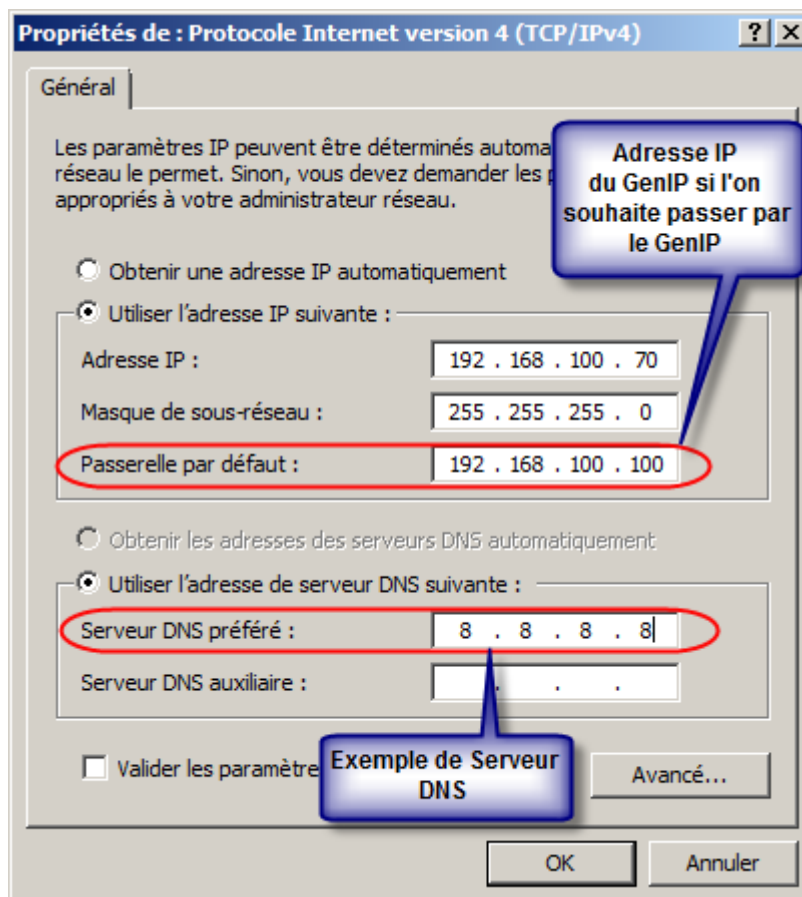 Propriétés de : Protocole Internet version 4 (TCP/IPv4)
Général
Les paramètres IP peuvent être déterminés automa
réseau le permet. Sinon, vous devez demander les
appropriés à votre administrateur réseau.
Adresse IP
du GenIP si l'on
souhaite passer par
le GenIP
Obtenir une adresse IP automatiquement
Utiliser l'adresse IP suivante :
Adresse IP : 192 . 168 . 100 . 70
Masque de sous-réseau : 255 . 255 . 255 . 0
Passerelle par défaut : 192 . 168 . 100 . 100
Obtenir les adresses des serveurs DNS automatiquement
Utiliser l'adresse de serveur DNS suivante :
Serveur DNS préféré : 8 . 8 . 8 . 8
Serveur DNS auxiliaire : . . .
Valider les paramètre
Exemple de Serveur
DNS
Avancé...
OK Annuler